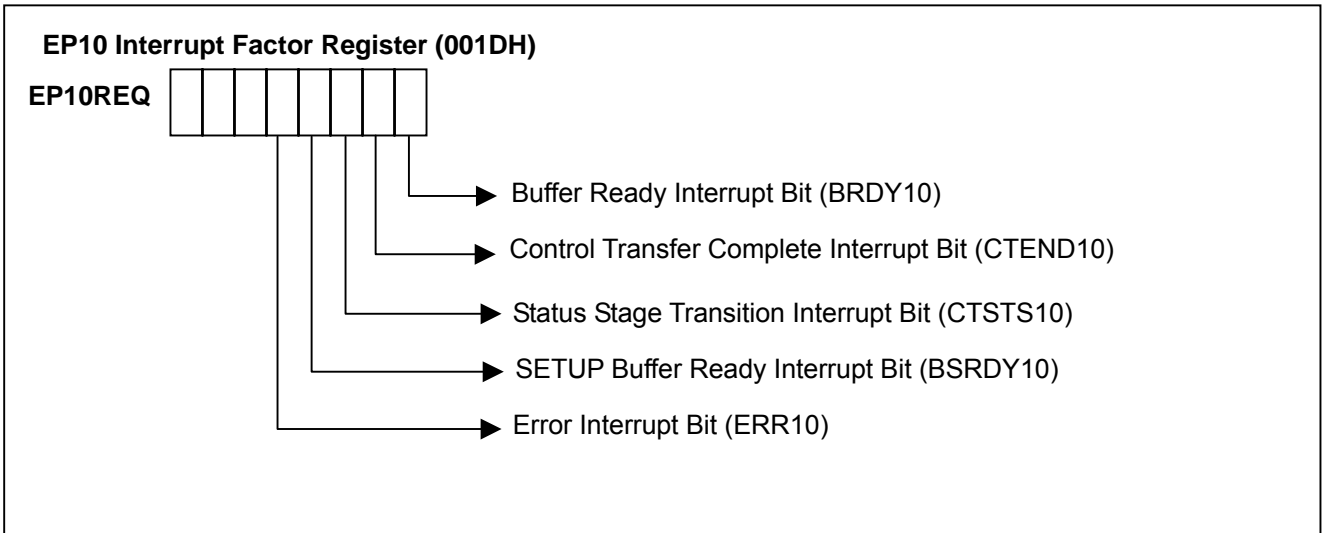 EP10 Interrupt Factor Register (001DH)
EP10REQ
Buffer Ready Interrupt Bit (BRDY10)
Control Transfer Complete Interrupt Bit (CTEND10)
Status Stage Transition Interrupt Bit (CTSTS10)
SETUP Buffer Ready Interrupt Bit (BSRDY10)
Error Interrupt Bit (ERR10)